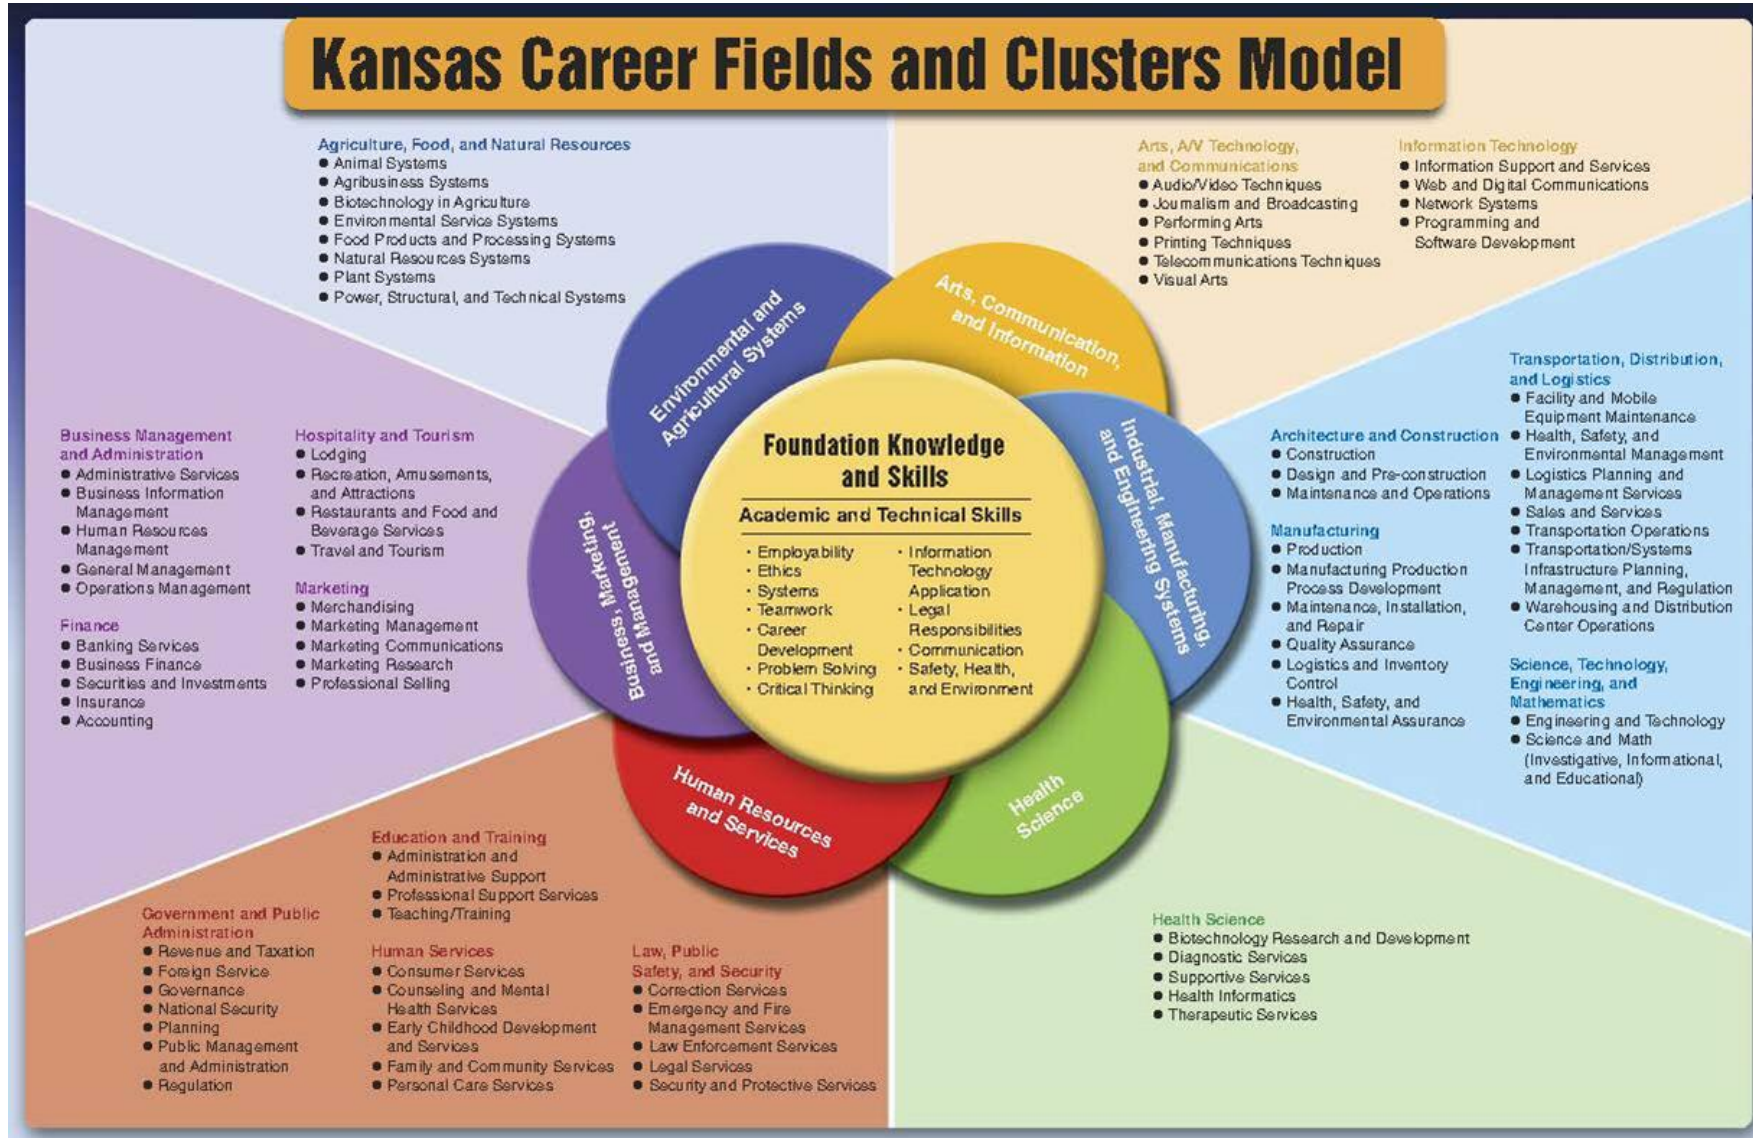 Kansas Career Fields and Clusters Model
Agriculture, Food, and Natural Resources
● Animal Systems
● Agribusiness Systems
● Biotechnology in Agriculture
● Environmental Service Systems
● Food Products and Processing Systems
● Natural Resources Systems
● Plant Systems
● Power, Structural, and Technical Systems
Arts, A/V Technology,
and Communications
● Audio/Video Techniques
● Journalism and Broadcasting
● Performing Arts
● Printing Techniques
● Telecommunications Techniques
● Visual Arts
Information Technology
● Information Support and Services
● Web and Digital Communications
● Network Systems
● Programming and
Software Development
Environmental and
Agricultural Systems
Arts, Communication,
and Information
Industrial, Manufacturing,
and Engineering Systems
Health
Science
Human Resources
and Services
Business, Marketing,
and Management
Foundation Knowledge
and Skills
Academic and Technical Skills
· Employability
· Ethics
· Systems
· Teamwork
· Career
Development
· Problem Solving
· Critical Thinking
· Information
Technology
Application
· Legal
Responsibilities
· Communication
· Safety, Health,
and Environment
Business Management
and Administration
● Administrative Services
● Business Information
Management
● Human Resources
Management
● General Management
● Operations Management
Finance
● Banking Services
● Business Finance
● Securities and Investments
● Insurance
● Accounting
Hospitality and Tourism
● Lodging
● Recreation, Amusements,
and Attractions
● Restaurants and Food and
Beverage Services
● Travel and Tourism
Marketing
● Merchandising
● Marketing Management
● Marketing Communications
● Marketing Research
● Professional Selling
Architecture and Construction
● Construction
● Design and Pre-construction
● Maintenance and Operations
Manufacturing
● Production
● Manufacturing Production
Process Development
● Maintenance, Installation,
and Repair
● Quality Assurance
● Logistics and Inventory
Control
● Health, Safety, and
Environmental Assurance
Transportation, Distribution,
and Logistics
● Facility and Mobile
Equipment Maintenance
● Health, Safety, and
Environmental Management
● Logistics Planning and
Management Services
● Sales and Services
● Transportation Operations
● Transportation/Systems
Infrastructure Planning,
Management, and Regulation
● Warehousing and Distribution
Center Operations
Science, Technology,
Engineering, and
Mathematics
● Engineering and Technology
● Science and Math
(Investigative, Informational,
and Educational)
Government and Public
Administration
● Revenue and Taxation
● Foreign Service
● Governance
● National Security
● Planning
● Public Management
and Administration
● Regulation
Education and Training
● Administration and
Administrative Support
● Professional Support Services
● Teaching/Training
Human Services
● Consumer Services
● Counseling and Mental
Health Services
● Early Childhood Development
and Services
● Family and Community Services
● Personal Care Services
Law, Public
Safety, and Security
● Correction Services
● Emergency and Fire
Management Services
● Law Enforcement Services
● Legal Services
● Security and Protective Services
Health Science
● Biotechnology Research and Development
● Diagnostic Services
● Supportive Services
● Health Informatics
● Therapeutic Services